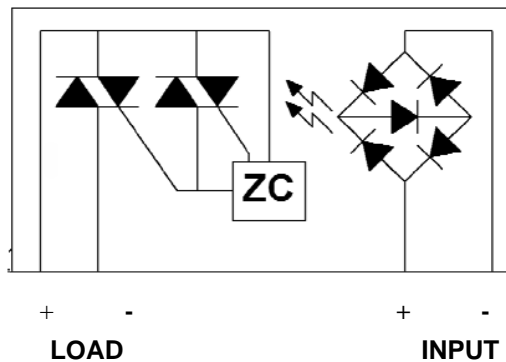 ZC
+ - + -
LOAD INPUT